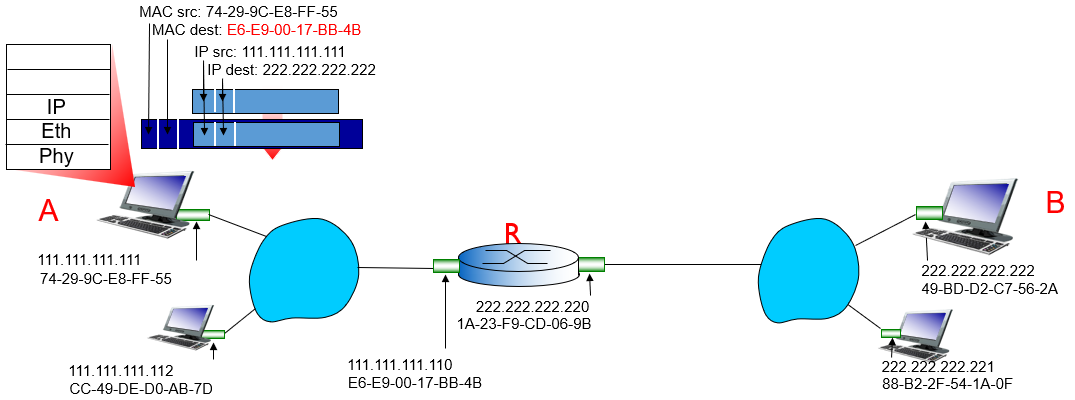 MAC src: 74-29-9C-E8-FF-55
MAC dest: E6-E9-00-17-BB-4B
IP src: 111.111.111.111
IP dest: 222.222.222.222
IP
Eth
Phy
A
R
B
111.111.111.111
74-29-9C-E8-FF-55
222.222.222.222
49-BD-D2-C7-56-2A
222.222.222.220
1A-23-F9-CD-06-9B
111.111.111.112
CC-49-DE-D0-AB-7D
111.111.111.110
E6-E9-00-17-BB-4B
222.222.222.221
88-B2-2F-54-1A-0F